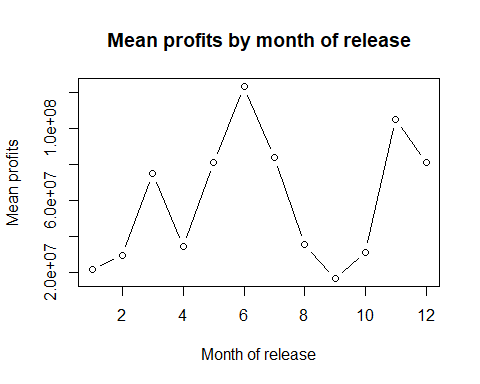 Mean profits by month of release
Mean profits
1.0e+08
6.0e+07
2.0e+07
2 4 6 8 10 12
Month of release